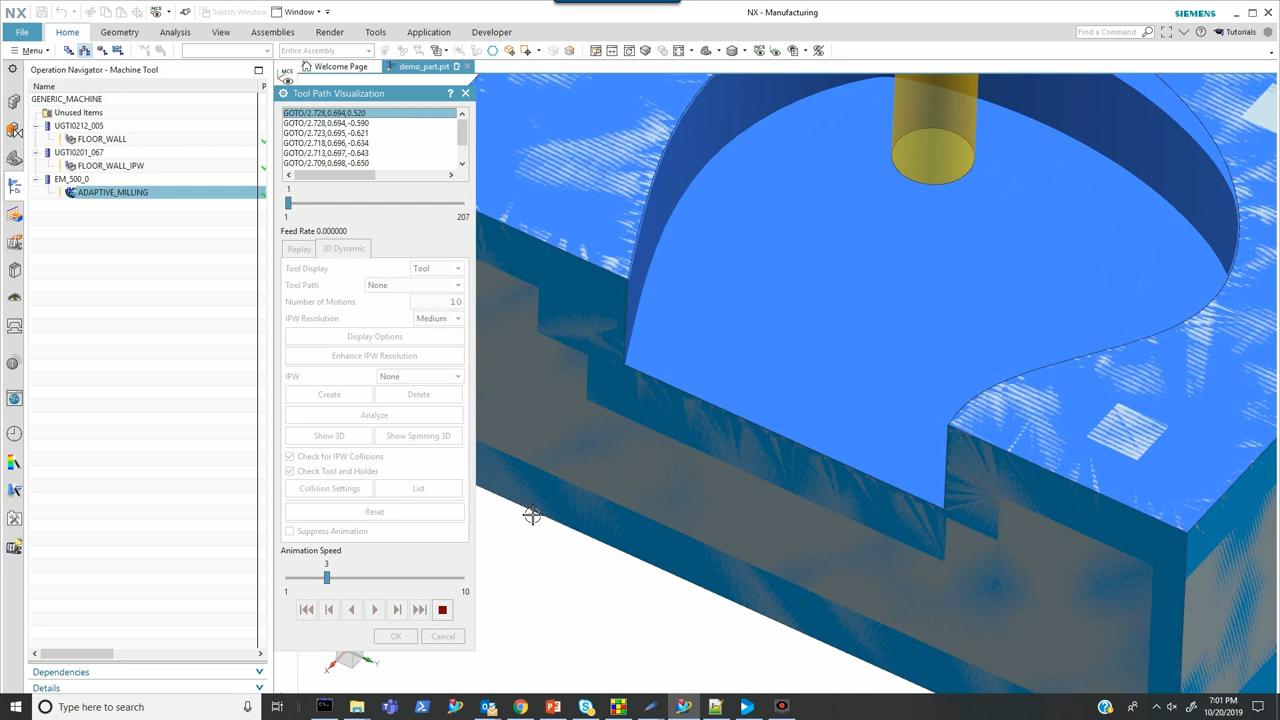 NX
Switch Window
Window
NX - Manufacturing
SIEMENS
File
Home
Geometry
Analysis
View
Assemblies
Render
Tools
Application
Developer
Find a Command
Tutorials
Menu
Entire Assembly
Operation Navigator - Machine Tool
MCS
Welcome Page
demo_part.prt
Name
P
GENERIC_MACHINE
Unused Items
UGTI0212_005
FLOOR_WALL
UGTI0201_067
FLOOR_WALL_IPW
EM_500_0
ADAPTIVE_MILLING
Tool Path Visualization
GOTO/2.728,0.694,0.520
GOTO/2.728,0.694,-0.590
GOTO/2.723,0.695,-0.621
GOTO/2.718,0.696,-0.634
GOTO/2.713,0.697,-0.643
GOTO/2.709,0.698,-0.650
1
1
207
Feed Rate 0.000000
Replay
3D Dynamic
Tool Display
Tool
Tool Path
None
Number of Motions
10
IPW Resolution
Medium
Display Options
Enhance IPW Resolution
IPW
None
Create
Delete
Analyze
Show 3D
Show Spinning 3D
Check for IPW Collisions
Check Tool and Holder
Collision Settings
List
Reset
Suppress Animation
Animation Speed
3
1
10
OK
Cancel
X
Y
Dependencies
Details
Type here to search
7:01 PM
10/20/2019